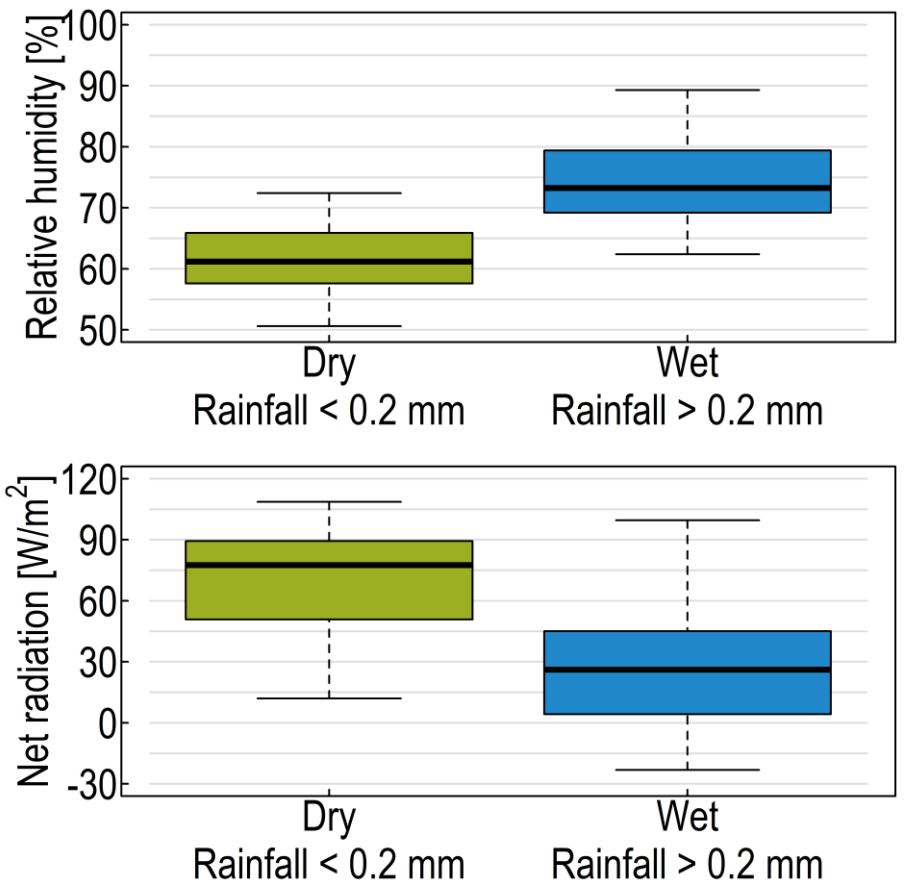 Relative humidity [%]
100
90
80
70
60
50
Dry Wet
Rainfall < 0.2 mm Rainfall > 0.2 mm
Net radiation [W/m²]
120
90
60
30
0
-30
Dry Wet
Rainfall < 0.2 mm Rainfall > 0.2 mm